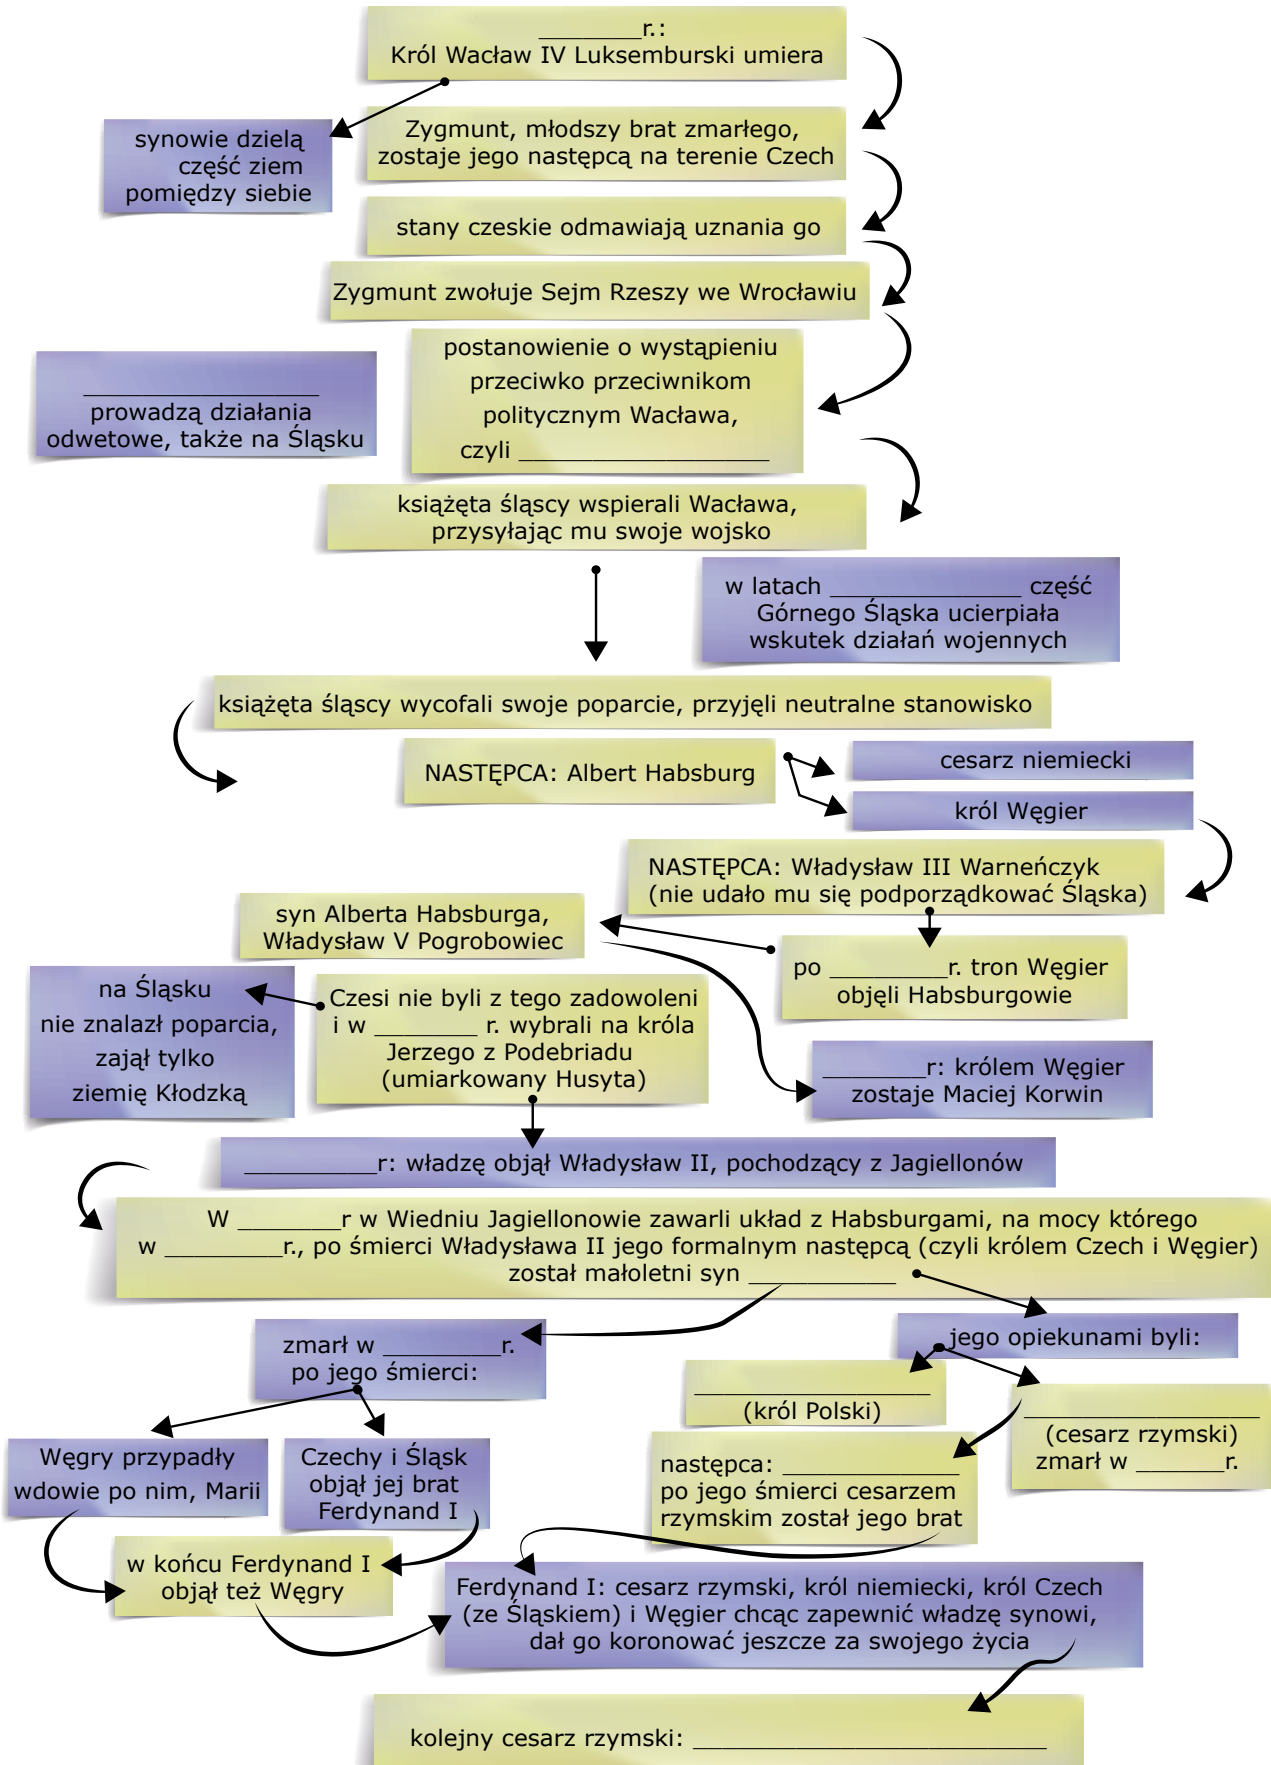 _______r.:
Król Wacław IV Luksemburski umiera
synowie dzielą
część ziem
pomiędzy siebie
Zygmunt, młodszy brat zmarłego,
zostaje jego następcą na terenie Czech
stany czeskie odmawiają uznania go
Zygmunt zwołuje Sejm Rzeszy we Wrocławiu
postanowienie o wystąpieniu
przeciwko przeciwnikom
politycznym Wacława,
czyli _________________
________________
prowadzą działania
odwetowe, także na Śląsku
książęta śląscy wspierali Wacława,
przysyłając mu swoje wojsko
w latach _____________ część
Górnego Śląska ucierpiała
wskutek działań wojennych
książęta śląscy wycofali swoje poparcie, przyjęli neutralne stanowisko
NASTĘPCA: Albert Habsburg
cesarz niemiecki
król Węgier
NASTĘPCA: Władysław III Warneńczyk
(nie udało mu się podporządkować Śląska)
syn Alberta Habsburga,
Władysław V Pogrobowiec
po ________r. tron Węgier
objęli Habsburgowie
na Śląsku
nie znalazł poparcia,
zajął tylko
ziemię Kłodzką
Czesi nie byli z tego zadowoleni
i w _______ r. wybrali na króla
Jerzego z Podebriadu
(umiarkowany Husyta)
_______r: królem Węgier
zostaje Maciej Korwin
_________r: władzę objął Władysław II, pochodzący z Jagiellonów
W _______r w Wiedniu Jagiellonowie zawarli układ z Habsburgami, na mocy którego
w ________r., po śmierci Władysława II jego formalnym następcą (czyli królem Czech i Węgier)
został małoletni syn __________
zmarł w ________r.
po jego śmierci:
jego opiekunami byli:
________________
(król Polski)
________________
(cesarz rzymski)
zmarł w ______r.
Węgry przypadły
wdowie po nim, Marii
Czechy i Śląsk
objął jej brat
Ferdynand I
następca: ____________
po jego śmierci cesarzem
rzymskim został jego brat
w końcu Ferdynand I
objął też Węgry
Ferdynand I: cesarz rzymski, król niemiecki, król Czech
(ze Śląskiem) i Węgier chcąc zapewnić władzę synowi,
dał go koronować jeszcze za swojego życia
kolejny cesarz rzymski: ________________________